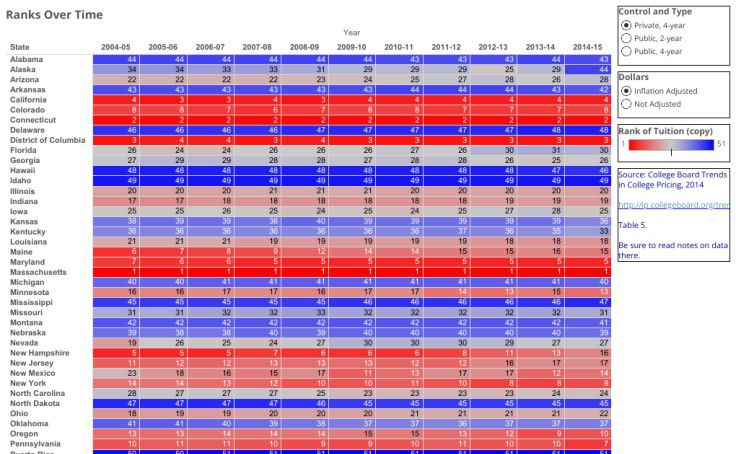 Ranks Over Time
Year
State 2004-05 2005-06 2006-07 2007-08 2008-09 2009-10 2010-11 2011-12 2012-13 2013-14 2014-15
Alabama 44 44 44 44 44 44 43 43 44 44 43
Alaska 34 34 33 33 31 29 29 29 25 29 44
Arizona 22 22 22 22 23 24 25 27 28 26 28
Arkansas 43 43 43 43 43 43 44 44 44 43 42
California 4 3 3 4 3 4 4 4 4 4 4
Colorado 8 8 7 6 7 8 8 7 7 7 8
Connecticut 2 2 2 2 2 2 2 2 2 2 2
Delaware 46 46 46 46 47 47 47 47 47 48 48
District of Columbia 3 4 4 3 4 3 3 3 3 3 3
Florida 26 24 24 26 26 26 27 26 30 31 30
Georgia 27 29 29 28 27 27 28 28 26 25 26
Hawaii 48 48 48 48 48 48 48 48 48 47 46
Idaho 49 49 49 49 49 49 49 49 49 49 49
Illinois 20 20 20 21 21 20 20 20 20 20 20
Indiana 17 17 18 18 18 18 18 18 19 19 19
Iowa 25 25 26 25 24 25 24 25 27 28 25
Kansas 38 39 39 38 40 39 39 39 39 36 36
Kentucky 36 36 36 37 36 36 36 37 36 35 33
Louisiana 21 21 21 19 19 19 19 19 18 18 18
Maine 6 7 8 9 12 14 14 15 15 16 15
Maryland 7 6 6 5 5 5 5 5 5 5 5
Massachusetts 1 1 1 1 1 1 1 1 1 1 1
Michigan 40 40 41 41 41 41 41 41 41 41 40
Minnesota 16 16 17 17 16 17 17 14 13 15 13
Mississippi 45 45 45 45 45 46 46 46 46 46 47
Missouri 31 31 32 32 33 32 32 32 32 32 31
Montana 42 42 42 42 42 42 42 42 42 42 41
Nebraska 39 38 38 40 39 40 40 40 40 39 39
Nevada 19 26 25 24 27 30 30 30 29 27 27
New Hampshire 5 5 5 7 6 6 6 8 11 13 16
New Jersey 11 12 12 13 13 13 12 12 16 17 17
New Mexico 23 18 16 15 17 11 13 17 17 12 14
New York 14 14 13 12 10 10 11 10 8 8 9
North Carolina 28 27 27 27 25 23 23 23 23 24 24
North Dakota 47 47 47 47 46 45 45 45 45 45 45
Ohio 18 19 19 20 20 20 21 21 21 21 22
Oklahoma 41 41 40 39 38 37 37 36 37 37 37
Oregon 13 13 14 14 14 15 15 13 12 9 10
Pennsylvania 10 11 11 10 9 9 10 11 10 10 7
Control and Type
Private, 4-year
Public, 2-year
Public, 4-year
Dollars
Inflation Adjusted
Not Adjusted
Rank of Tuition (copy)
1 51
Source: College Board Trends
in College Pricing, 2014
http://lp.collegeboard.org/tren
Table 5.
Be sure to read notes on data
there.